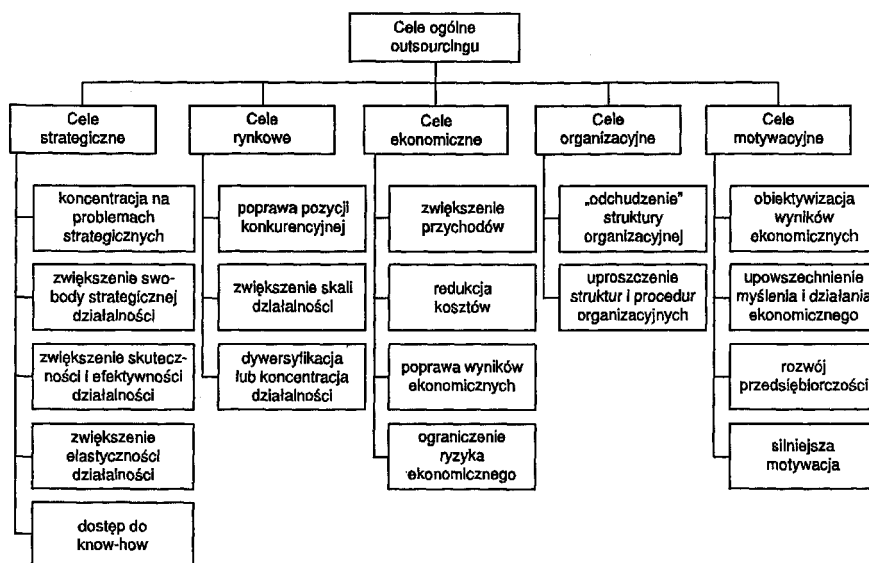 Cele ogólne
outsourcingu
Cele
strategiczne
koncentracja na
problemach
strategicznych
zwiększenie swo-
body strategicznej
działalności
zwiększenie skutecz-
ności i efektywności
działalności
zwiększenie
elastyczności
działalności
dostęp do
know-how
Cele
rynkowe
poprawa pozycji
konkurencyjnej
zwiększenie skali
działalności
dywersyfikacja
lub koncentracja
działalności
Cele
ekonomiczne
zwiększenie
przychodów
redukcja
kosztów
poprawa wyników
ekonomicznych
ograniczenie
ryzyka
ekonomicznego
Cele
organizacyjne
„odchudzenie”
struktury
organizacyjnej
uproszczenie
struktur i procedur
organizacyjnych
Cele
motywacyjne
obiektywizacja
wyników
ekonomicznych
upowszechnienie
myślenia i działania
ekonomicznego
rozwój
przedsiębiorczości
silniejsza
motywacja